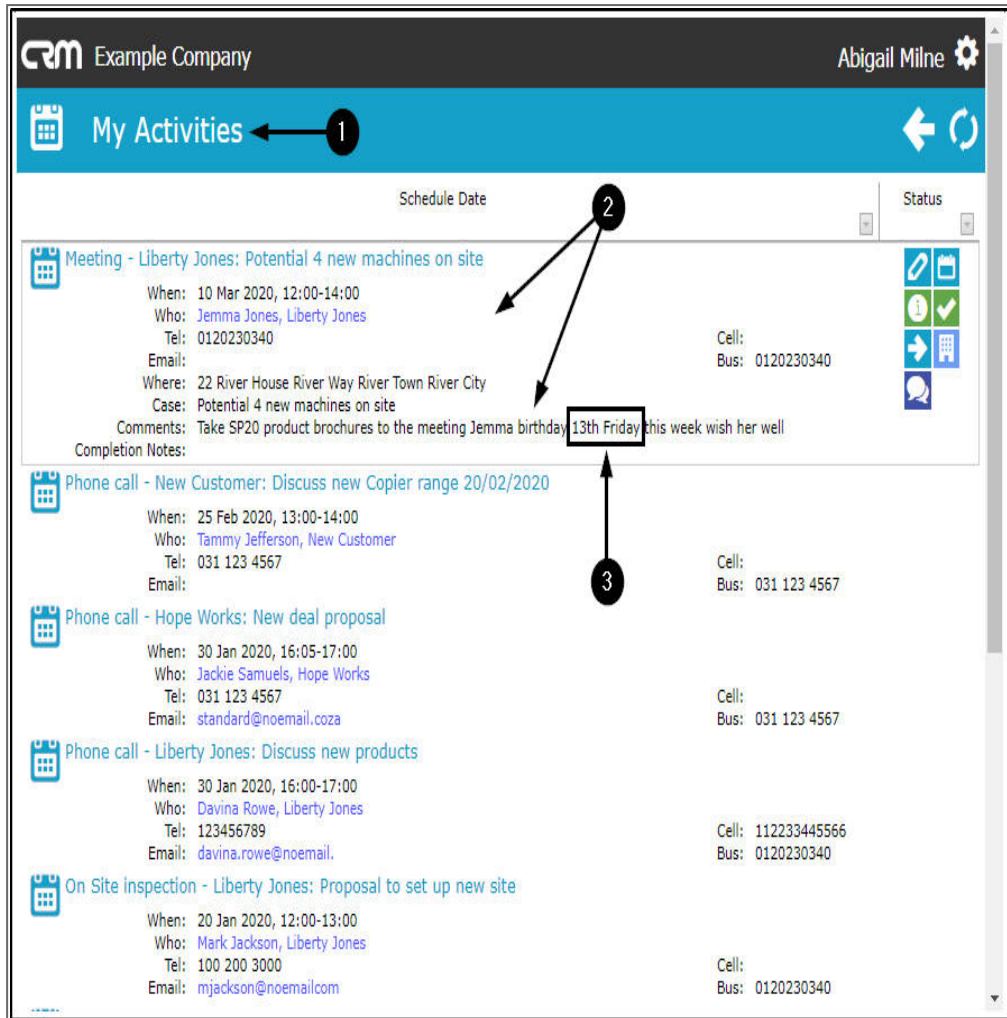 CRM Example Company Abigail Milne
My Activities 1
Schedule Date Status
2
Meeting - Liberty Jones: Potential 4 new machines on site
When: 10 Mar 2020, 12:00-14:00
Who: Jemma Jones, Liberty Jones
Tel: 0120230340 Cell:
Email: Bus: 0120230340
Where: 22 River House River Way River Town River City
Case: Potential 4 new machines on site
Comments: Take SP20 product brochures to the meeting Jemma birthday 13th Friday this week wish her well
Completion Notes:
Phone call - New Customer: Discuss new Copier range 20/02/2020
When: 25 Feb 2020, 13:00-14:00
Who: Tammy Jefferson, New Customer
Tel: 031 123 4567 Cell:
Email: Bus: 031 123 4567
3
Phone call - Hope Works: New deal proposal
When: 30 Jan 2020, 16:05-17:00
Who: Jackie Samuels, Hope Works
Tel: 031 123 4567 Cell:
Email: standard@noemail.coza Bus: 031 123 4567
Phone call - Liberty Jones: Discuss new products
When: 30 Jan 2020, 16:00-17:00
Who: Davina Rowe, Liberty Jones
Tel: 123456789 Cell: 112233445566
Email: davina.rowe@noemail. Bus: 0120230340
On Site inspection - Liberty Jones: Proposal to set up new site
When: 20 Jan 2020, 12:00-13:00
Who: Mark Jackson, Liberty Jones
Tel: 100 200 3000 Cell:
Email: mjackson@noemailcom Bus: 0120230340